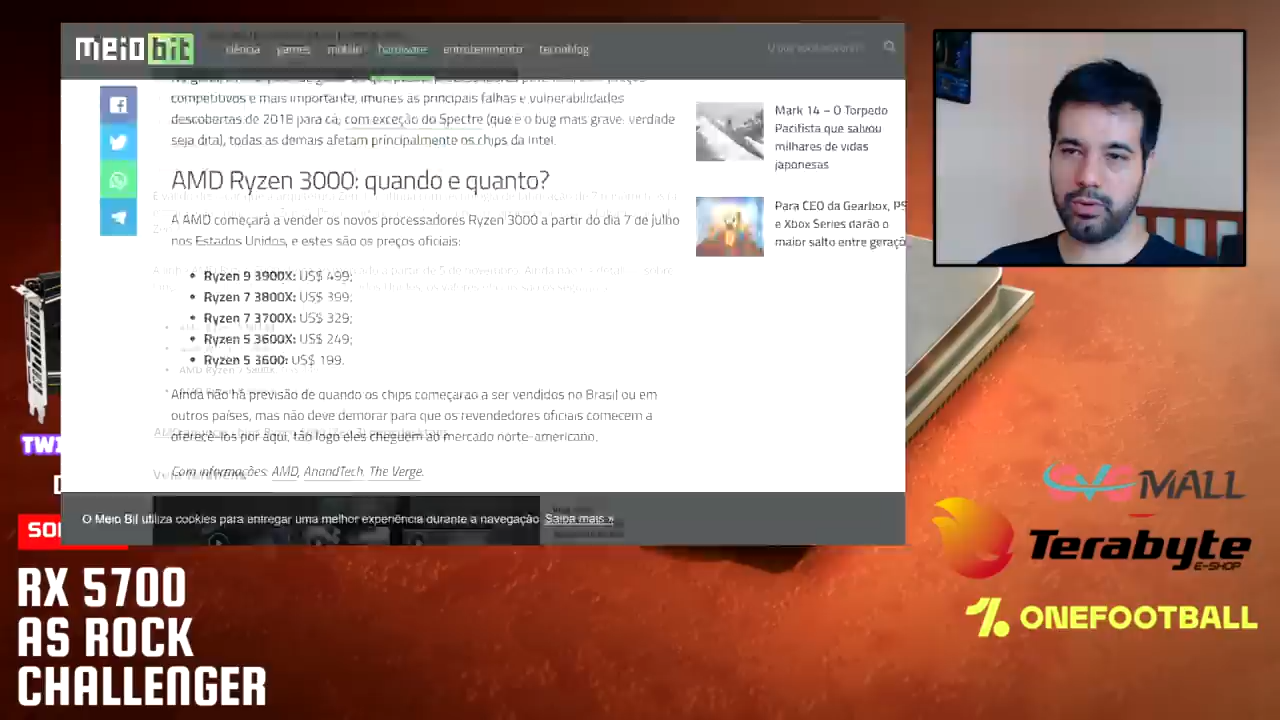 meiobit
ciência games mobile hardware entretenimento tecnoblog
competitivos e mais importante, imunes as principais falhas e vulnerabilidades
descobertas de 2018 para cá, com exceção do Spectre (que é o bug mais grave, verdade
seja dita), todas as demais afetam principalmente os chips da Intel.
AMD Ryzen 3000: quando e quanto?
A AMD começará a vender os novos processadores Ryzen 3000 a partir do dia 7 de julho
nos Estados Unidos, e estes são os preços oficiais:
Ryzen 9 3900X: US$ 499;
Ryzen 7 3800X: US$ 399;
Ryzen 7 3700X: US$ 329;
Ryzen 5 3600X: US$ 249;
Ryzen 5 3600: US$ 199.
Ainda não há previsão de quando os chips começarão a ser vendidos no Brasil ou em
outros países, mas não deve demorar para que os revendedores oficiais comecem a
oferecê-los por aqui, tão logo eles cheguem ao mercado norte-americano.
Com informações: AMD, AnandTech, The Verge.
O Meio Bit utiliza cookies para entregar uma melhor experiência durante a navegação Saiba mais »
Mark 14 – O Torpedo
Pacifista que salvou
milhares de vidas
japonesas
Para CEO da Gearbox, PS
e Xbox Series darão o
maior salto entre geraçõ
TWI
SO
RX 5700
AS ROCK
CHALLENGER
MALL
Terabyte
E-SHOP
ONEFOOTBALL